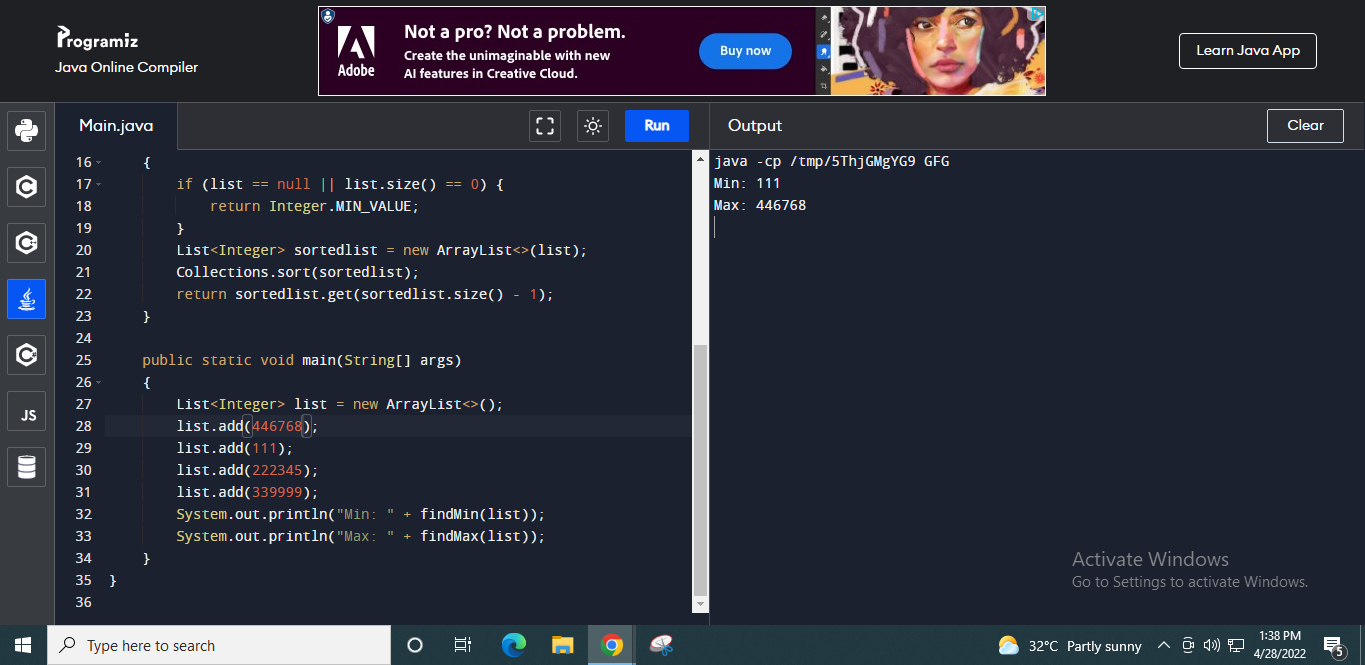 Programiz
Java Online Compiler
Adobe
Not a pro? Not a problem.
Create the unimaginable with new
AI features in Creative Cloud.
Buy now
Learn Java App
Main.java
Run
Output
Clear
JS
16 {
17 if (list == null || list.size() == 0) {
18 return Integer.MIN_VALUE;
19 }
20 List<Integer> sortedlist = new ArrayList<>(list);
21 Collections.sort(sortedlist);
22 return sortedlist.get(sortedlist.size() - 1);
23 }
24
25 public static void main(String[] args)
26 {
27 List<Integer> list = new ArrayList<>();
28 list.add(446768);
29 list.add(111);
30 list.add(222345);
31 list.add(339999);
32 System.out.println("Min: " + findMin(list));
33 System.out.println("Max: " + findMax(list));
34 }
35 }
36
java -cp /tmp/5ThjGMgYG9 GFG
Min: 111
Max: 446768
Activate Windows
Go to Settings to activate Windows.
Type here to search
32°C Partly sunny
1:38 PM
4/28/2022
5